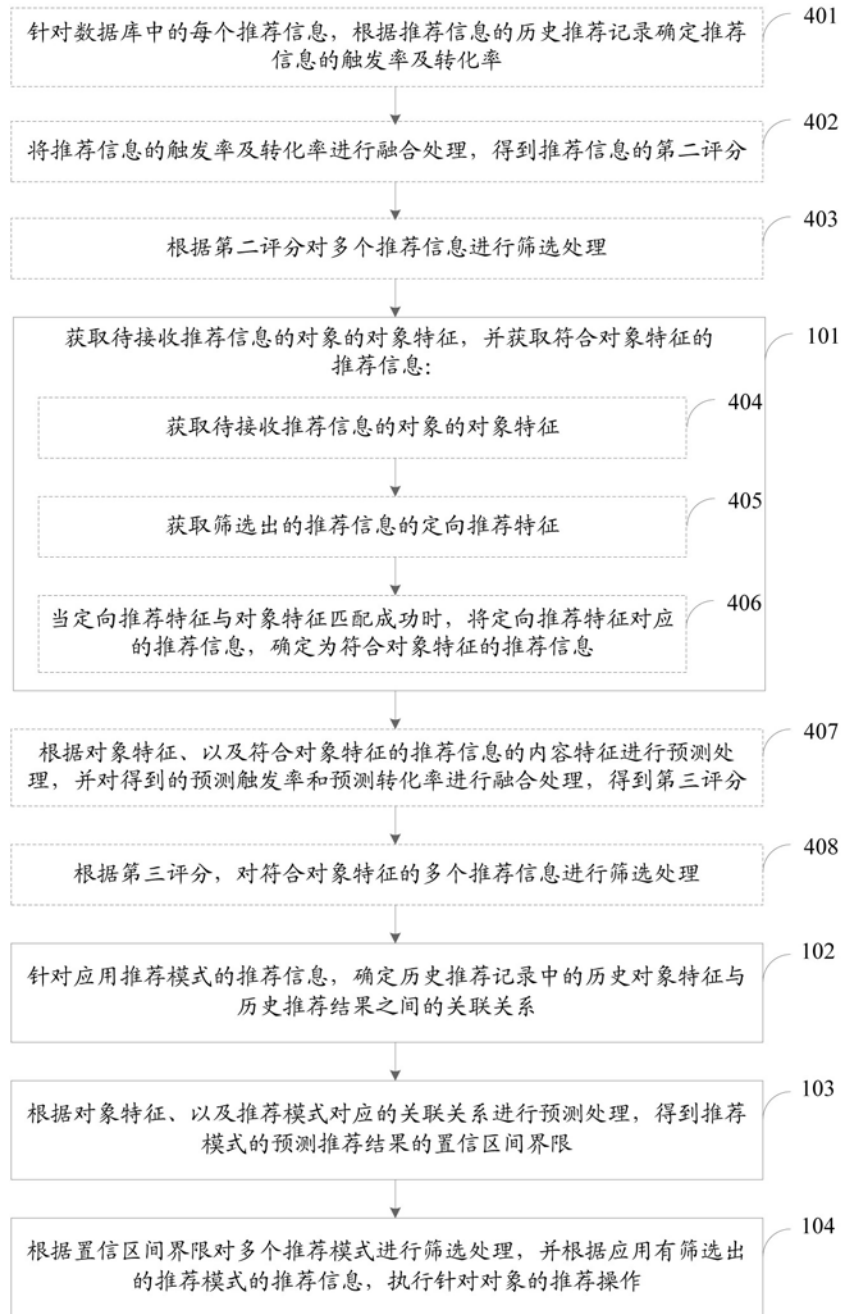 针对数据库中的每个推荐信息，根据推荐信息的历史推荐记录确定推荐
信息的触发率及转化率
401
将推荐信息的触发率及转化率进行融合处理，得到推荐信息的第二评分
402
根据第二评分对多个推荐信息进行筛选处理
403
获取待接收推荐信息的对象的对象特征，并获取符合对象特征的
推荐信息：
101
获取待接收推荐信息的对象的对象特征
404
获取筛选出的推荐信息的定向推荐特征
405
当定向推荐特征与对象特征匹配成功时，将定向推荐特征对应
的推荐信息，确定为符合对象特征的推荐信息
406
根据对象特征、以及符合对象特征的推荐信息的内容特征进行预测处
理，并对得到的预测触发率和预测转化率进行融合处理，得到第三评分
407
根据第三评分，对符合对象特征的多个推荐信息进行筛选处理
408
针对应用推荐模式的推荐信息，确定历史推荐记录中的历史对象特征与
历史推荐结果之间的关联关系
102
根据对象特征、以及推荐模式对应的关联关系进行预测处理，得到推荐
模式的预测推荐结果的置信区间界限
103
根据置信区间界限对多个推荐模式进行筛选处理，并根据应用有筛选出
的推荐模式的推荐信息，执行针对对象的推荐操作
104